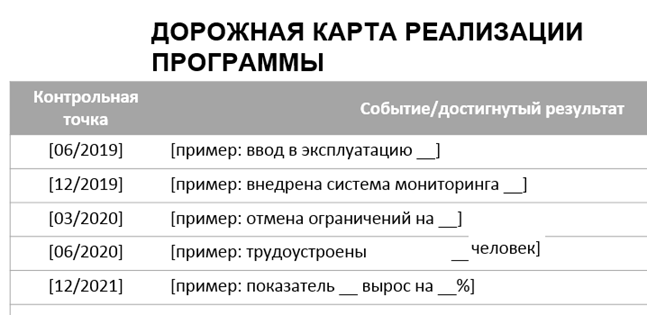 ДОРОЖНАЯ КАРТА РЕАЛИЗАЦИИ
ПРОГРАММЫ
Контрольная
точка
Событие/достигнутый результат
[06/2019] [пример: ввод в эксплуатацию __]
[12/2019] [пример: внедрена система мониторинга __]
[03/2020] [пример: отмена ограничений на __]
[06/2020] [пример: трудоустроены __ человек]
[12/2021] [пример: показатель __ вырос на __%]